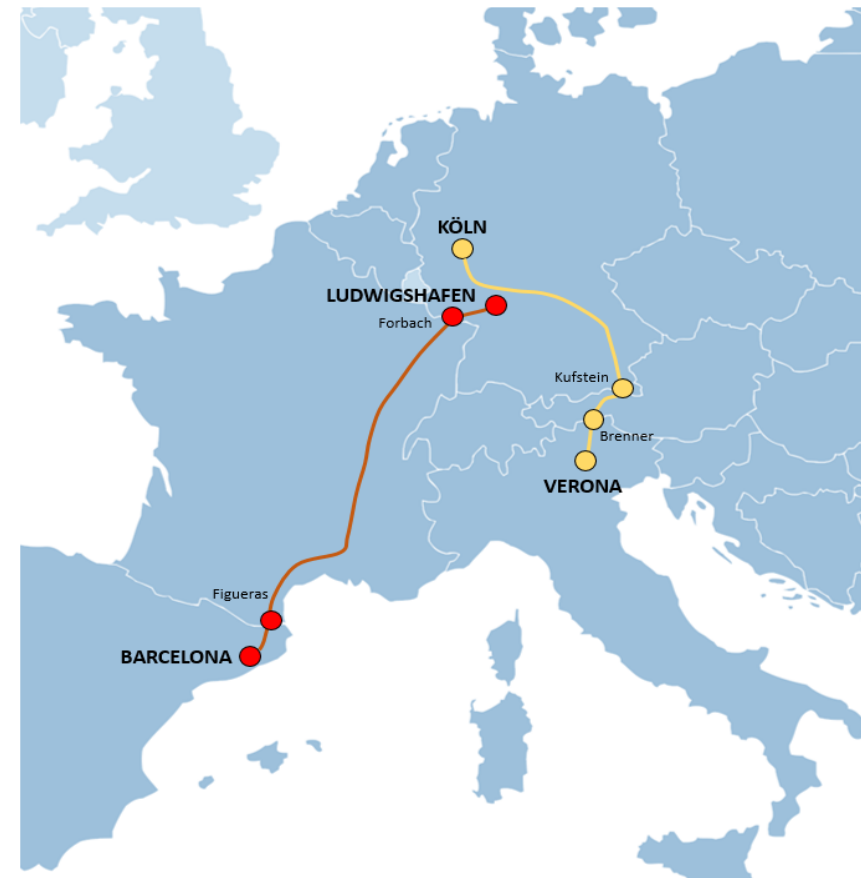 KÖLN
LUDWIGSHAFEN
Forbach
Kufstein
Brenner
VERONA
Figueras
BARCELONA